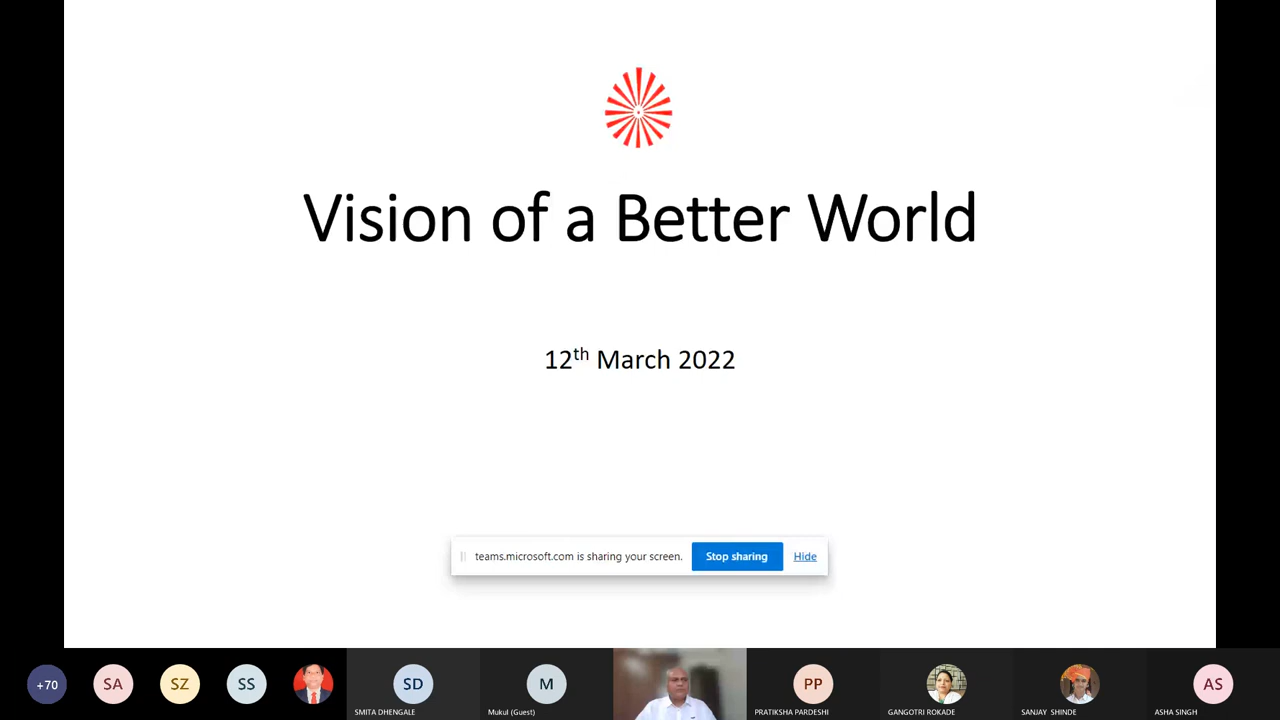 Vision of a Better World
12th March 2022
teams.microsoft.com is sharing your screen. Stop sharing Hide
+70 SA SZ SS SD M PP AS
SMITA DHENGALE Mukul (Guest) PRATIKSHA PARDESHI GANGOTRI ROKADE SANJAY SHINDE ASHA SINGH